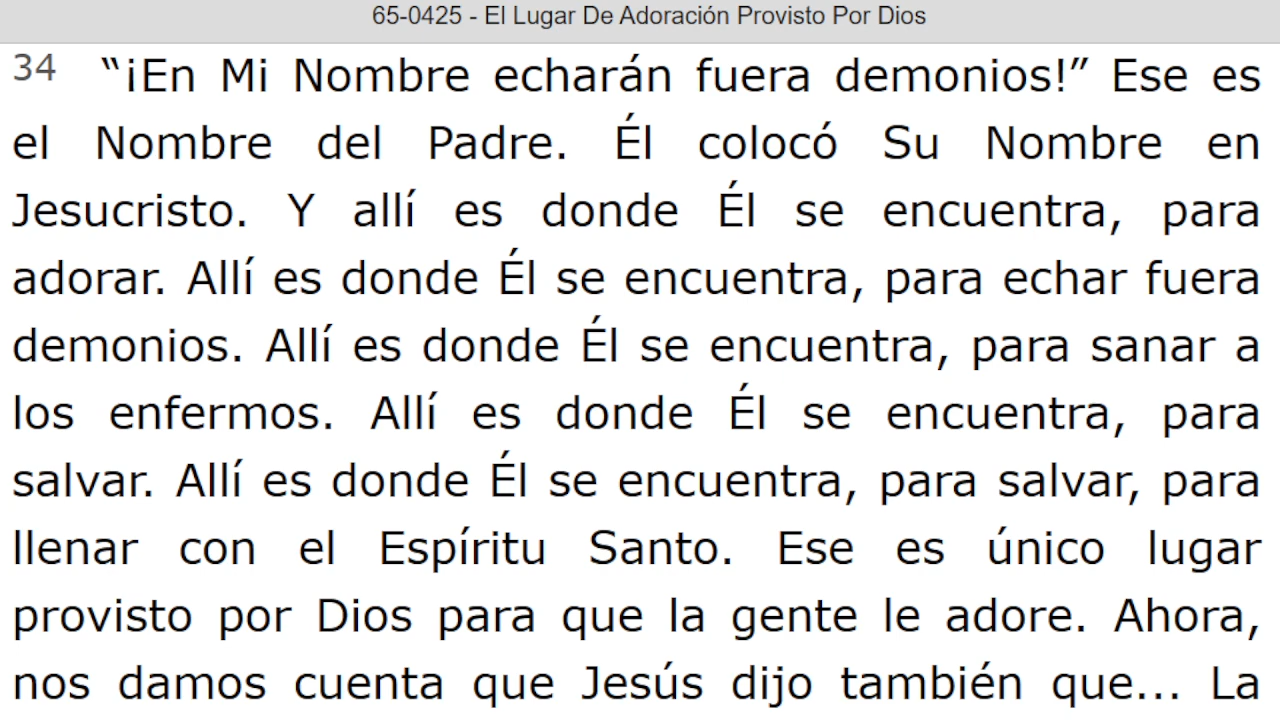 65-0425 - El Lugar De Adoración Provisto Por Dios
34 “¡En Mi Nombre echarán fuera demonios!” Ese es
el Nombre del Padre. Él colocó Su Nombre en
Jesucristo. Y allí es donde Él se encuentra, para
adorar. Allí es donde Él se encuentra, para echar fuera
demonios. Allí es donde Él se encuentra, para sanar a
los enfermos. Allí es donde Él se encuentra, para
salvar. Allí es donde Él se encuentra, para salvar, para
llenar con el Espíritu Santo. Ese es único lugar
provisto por Dios para que la gente le adore. Ahora,
nos damos cuenta que Jesús dijo también que... La